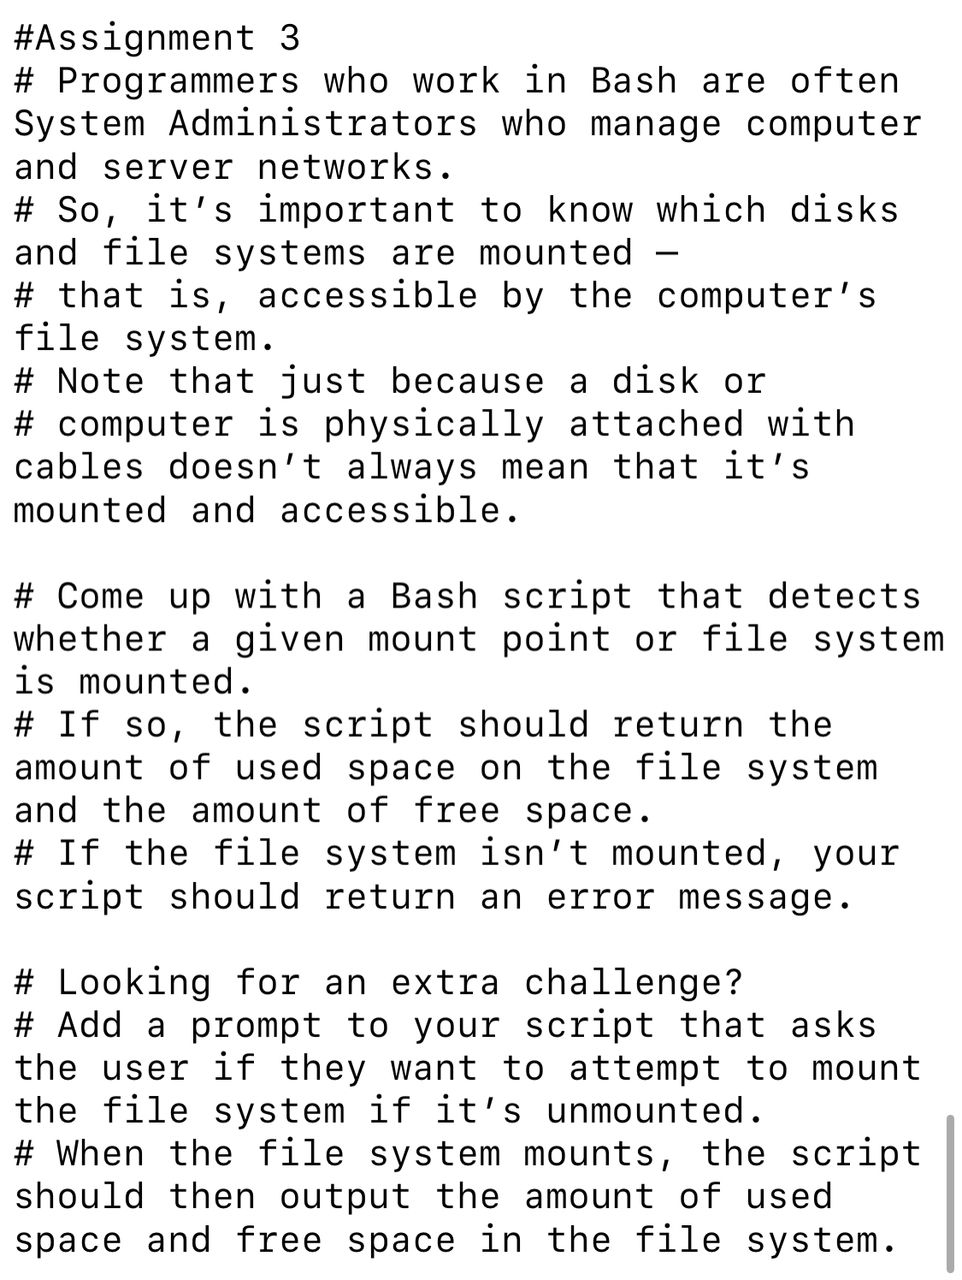 #Assignment 3
# Programmers who work in Bash are often
System Administrators who manage computer
and server networks.
# So, it’s important to know which disks
and file systems are mounted –
# that is, accessible by the computer’s
file system.
# Note that just because a disk or
# computer is physically attached with
cables doesn’t always mean that it’s
mounted and accessible.

# Come up with a Bash script that detects
whether a given mount point or file system
is mounted.
# If so, the script should return the
amount of used space on the file system
and the amount of free space.
# If the file system isn’t mounted, your
script should return an error message.

# Looking for an extra challenge?
# Add a prompt to your script that asks
the user if they want to attempt to mount
the file system if it’s unmounted.
# When the file system mounts, the script
should then output the amount of used
space and free space in the file system.